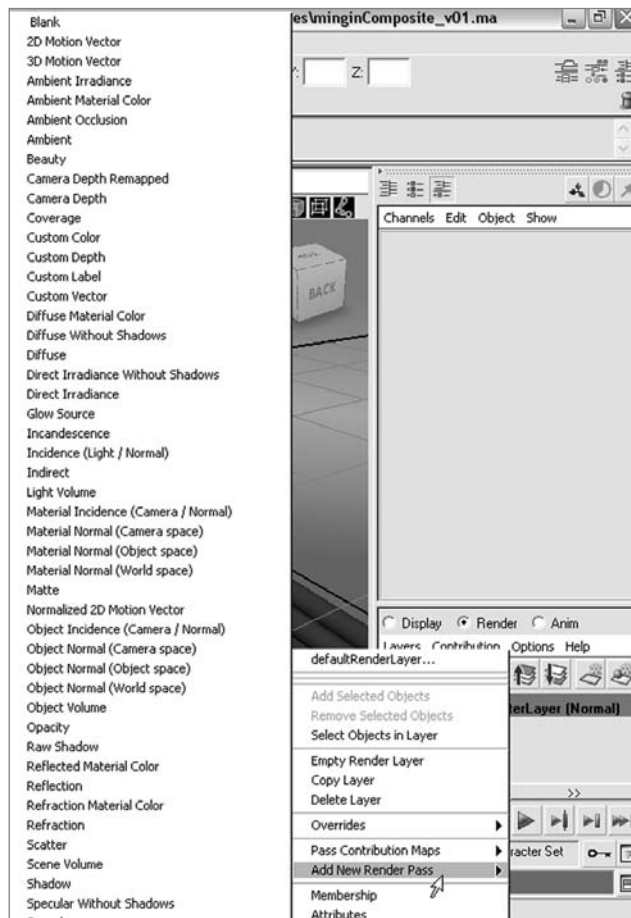 Blank
2D Motion Vector
3D Motion Vector
Ambient Irradiance
Ambient Material Color
Ambient Occlusion
Ambient
Beauty
Camera Depth Remapped
Camera Depth
Coverage
Custom Color
Custom Depth
Custom Label
Custom Vector
Diffuse Material Color
Diffuse Without Shadows
Diffuse
Direct Irradiance Without Shadows
Direct Irradiance
Glow Source
Incandescence
Incidence (Light / Normal)
Indirect
Light Volume
Material Incidence (Camera / Normal)
Material Normal (Camera space)
Material Normal (Object space)
Material Normal (World space)
Matte
Normalized 2D Motion Vector
Object Incidence (Camera / Normal)
Object Normal (Camera space)
Object Normal (Object space)
Object Normal (World space)
Object Volume
Opacity
Raw Shadow
Reflected Material Color
Reflection
Refraction Material Color
Refraction
Scatter
Scene Volume
Shadow
Specular Without Shadows
es\minginComposite_v01.ma
Z:
Channels Edit Object Show
BACK
Display Render Anim
Layers Contribution Options Help
defaultRenderLayer...
erLayer (Normal)
Add Selected Objects
Remove Selected Objects
Select Objects in Layer
Empty Render Layer
Copy Layer
Delete Layer
>>
Overrides
Pass Contribution Maps
racter Set
Add New Render Pass
Membership
Attributes